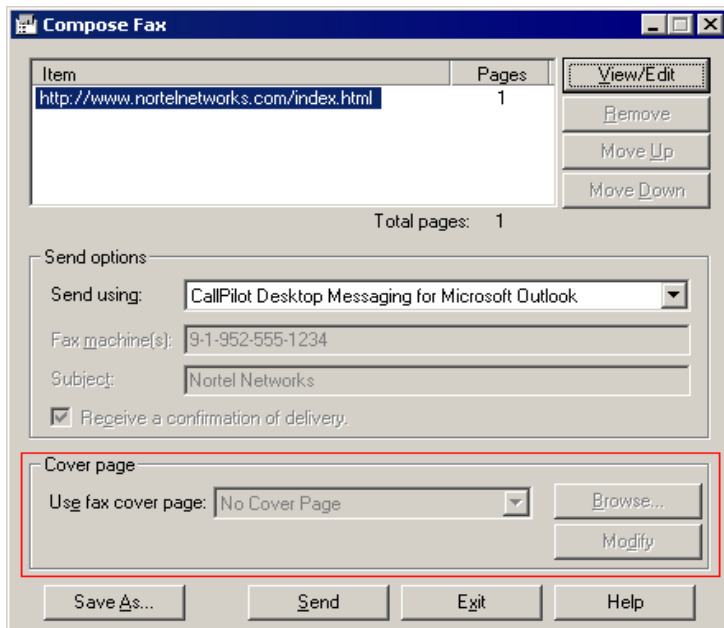 Compose Fax
Item Pages
http://www.nortelnetworks.com/index.html 1
View/Edit
Remove
Move Up
Move Down
Total pages: 1
Send options
Send using: CallPilot Desktop Messaging for Microsoft Outlook
Fax machine(s): 9-1-952-555-1234
Subject: Nortel Networks
Receive a confirmation of delivery.
Cover page
Use fax cover page: No Cover Page Browse...
Modify
Save As... Send Exit Help